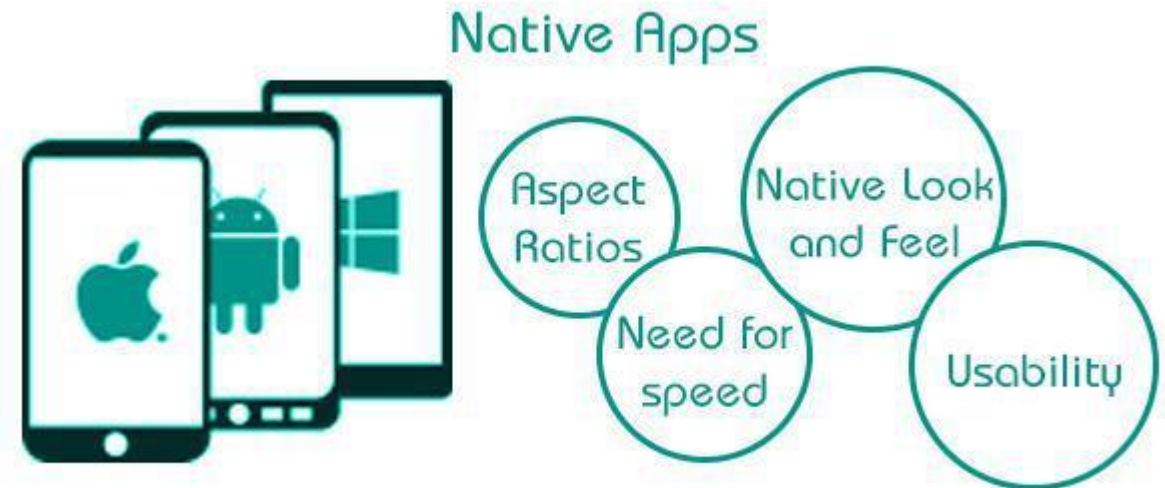 Native Apps
Aspect
Ratios
Need for
speed
Native Look
and Feel
Usability